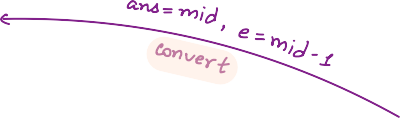 ans=mid, e=mid-1
convert